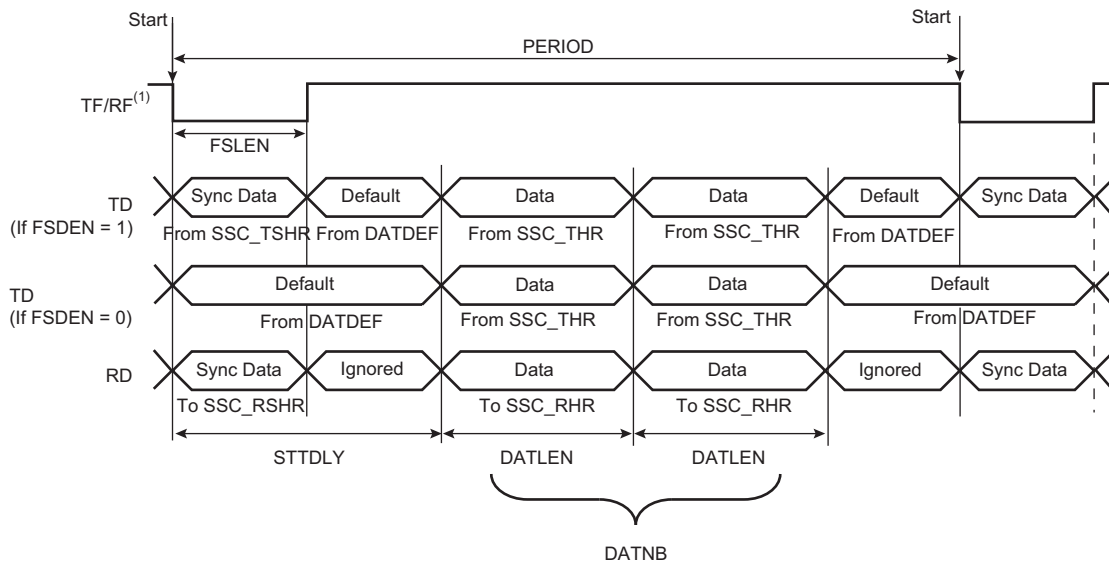 Start
Start
PERIOD
TF/RF(1)
FSLEN
TD
(If FSDEN = 1)
Sync Data
Default
Data
Data
Default
Sync Data
From SSC_TSHR
From DATDEF
From SSC_THR
From SSC_THR
From DATDEF
TD
(If FSDEN = 0)
Default
Data
Data
Default
From DATDEF
From SSC_THR
From SSC_THR
From DATDEF
RD
Sync Data
Ignored
Data
Data
Ignored
Sync Data
To SSC_RSHR
To SSC_RHR
To SSC_RHR
STTDLY
DATLEN
DATLEN
DATNB